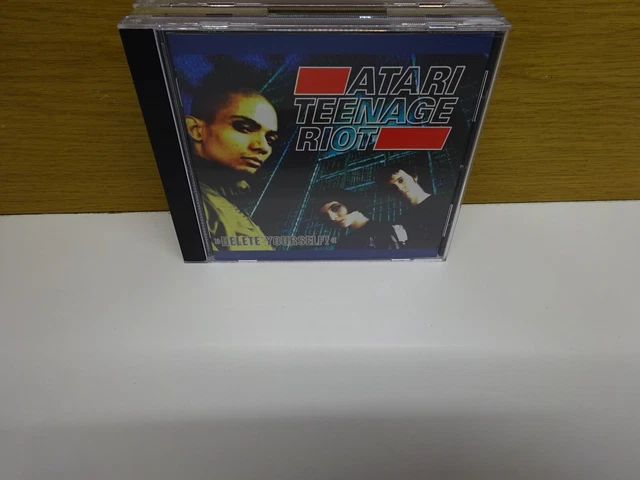 ATARI
TEENAGE
RIOT
»DELETE YOURSELF!«